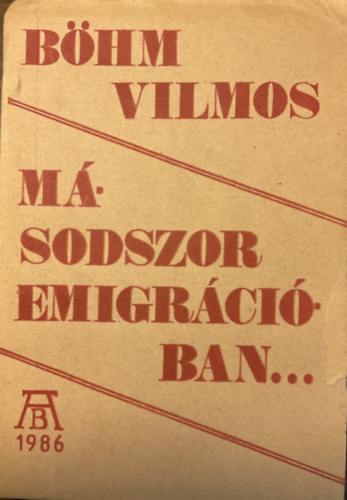 BÖHM
VILMOS
MÁ-
SODSZOR
EMIGRÁCIÓ-
BAN...
AB
1986